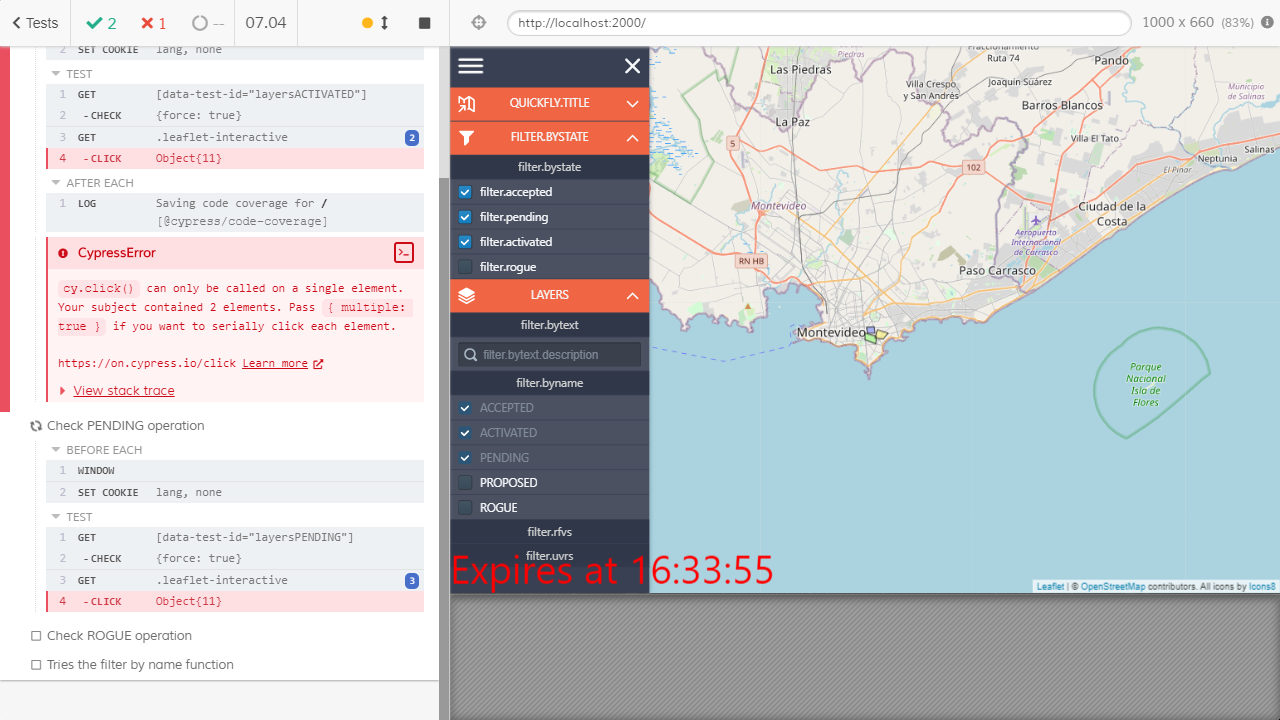 Tests 2 1 -- 07.04
2 SET COOKIE lang, none
TEST
1 GET [data-test-id="layersACTIVATED"]
2 -CHECK {force: true}
3 GET .leaflet-interactive 2
4 -CLICK Object{11}
AFTER EACH
1 LOG Saving code coverage for /
[@cypress/code-coverage]
CypressError
cy.click() can only be called on a single element.
Your subject contained 2 elements. Pass { multiple:
true } if you want to serially click each element.
https://on.cypress.io/click Learn more
View stack trace
Check PENDING operation
BEFORE EACH
1 WINDOW
2 SET COOKIE lang, none
TEST
1 GET [data-test-id="layersPENDING"]
2 -CHECK {force: true}
3 GET .leaflet-interactive 3
4 -CLICK Object{11}
Check ROGUE operation
Tries the filter by name function
http://localhost:2000/
1000 x 660 (83%)
QUICKFLY.TITLE
FILTER.BYSTATE
filter.bystate
filter.accepted
filter.pending
filter.activated
filter.rogue
LAYERS
filter.bytext
filter.bytext.description
filter.byname
ACCEPTED
ACTIVATED
PENDING
PROPOSED
ROGUE
filter.rfvs
filter.uvrs
Expires at 16:33:55
Piedras
Las Piedras
Ruta 74
Pando
Villa Crespo
y San Andrés
Joaquín Suárez
Municipio
de Salinas
Barros Blancos
La Paz
Villa El Tato
5
Salinas
Neptunia
102
El Pinar
Montevideo
Ciudad de la
Costa
Aeropuerto
Internacional
de Carrasco
RN HB
Paso Carrasco
Montevideo
Parque
Nacional
Isla de
Flores
Leaflet | © OpenStreetMap contributors. All icons by Icons8